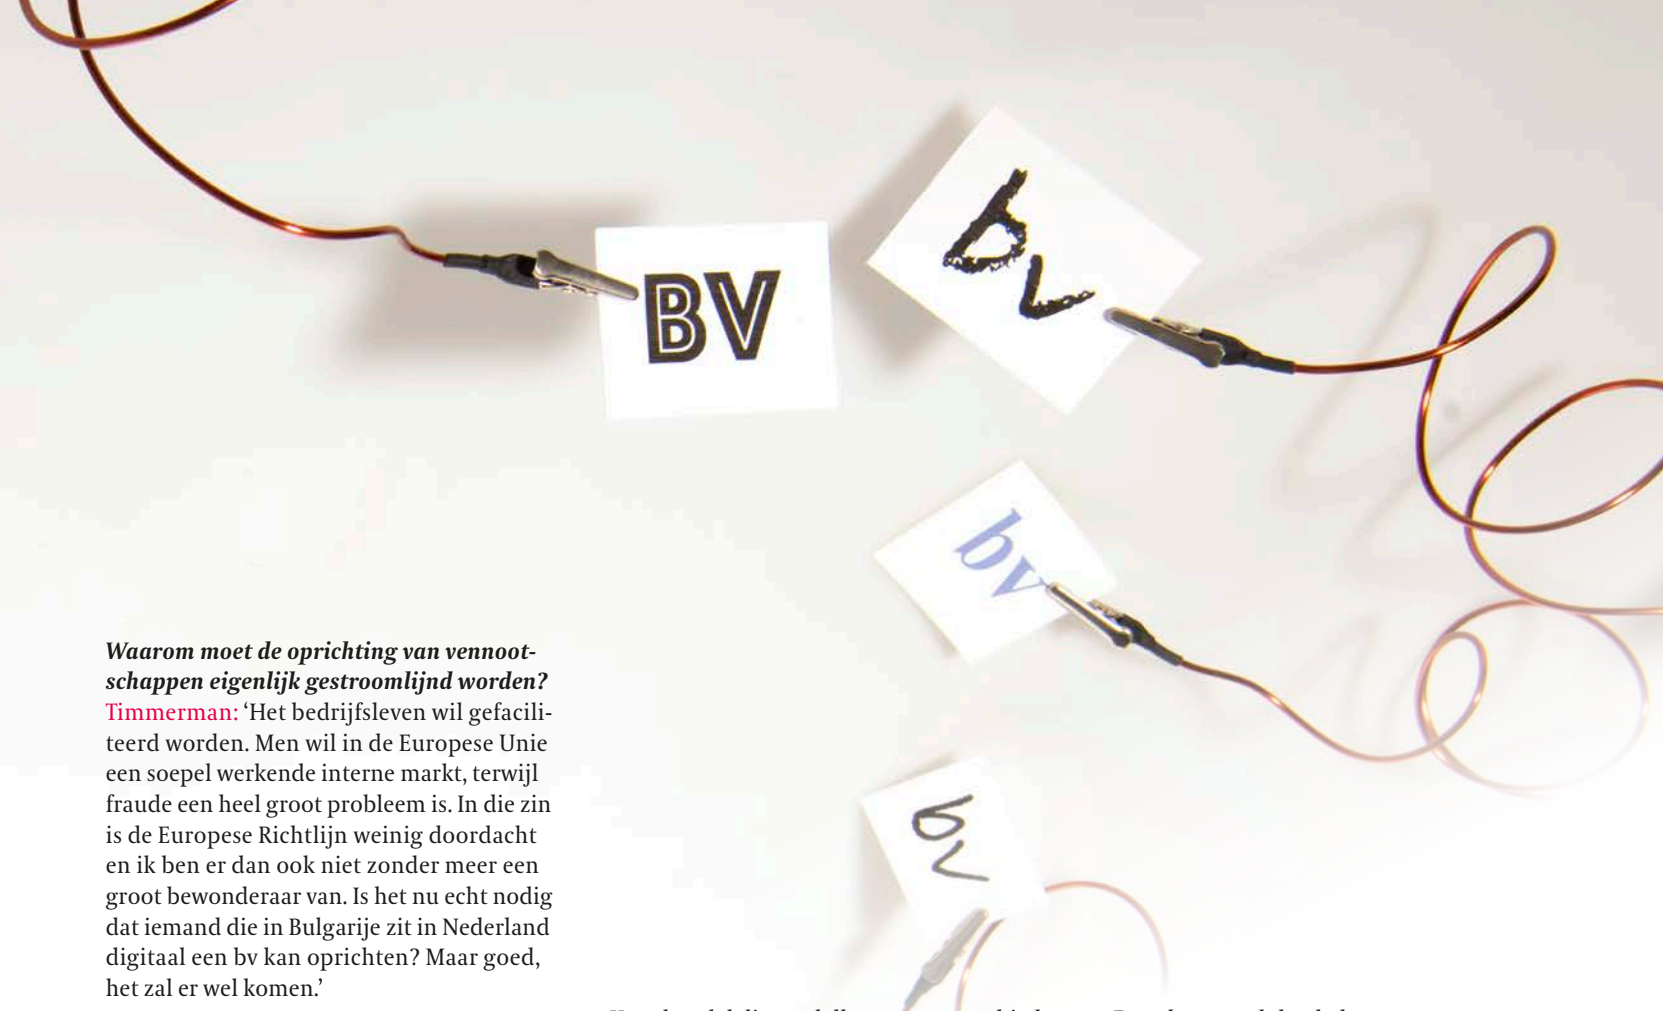 BV
bv
bv
bv
Waarom moet de oprichting van vennoot-
schappen eigenlijk gestroomlijnd worden?
Timmerman: ‘Het bedrijfsleven wil gefacili-
teerd worden. Men wil in de Europese Unie
een soepel werkende interne markt, terwijl
fraude een heel groot probleem is. In die zin
is de Europese Richtlijn weinig doordacht
en ik ben er dan ook niet zonder meer een
groot bewonderaar van. Is het nu echt nodig
dat iemand die in Bulgarije zit in Nederland
digitaal een bv kan oprichten? Maar goed,
het zal er wel komen.’